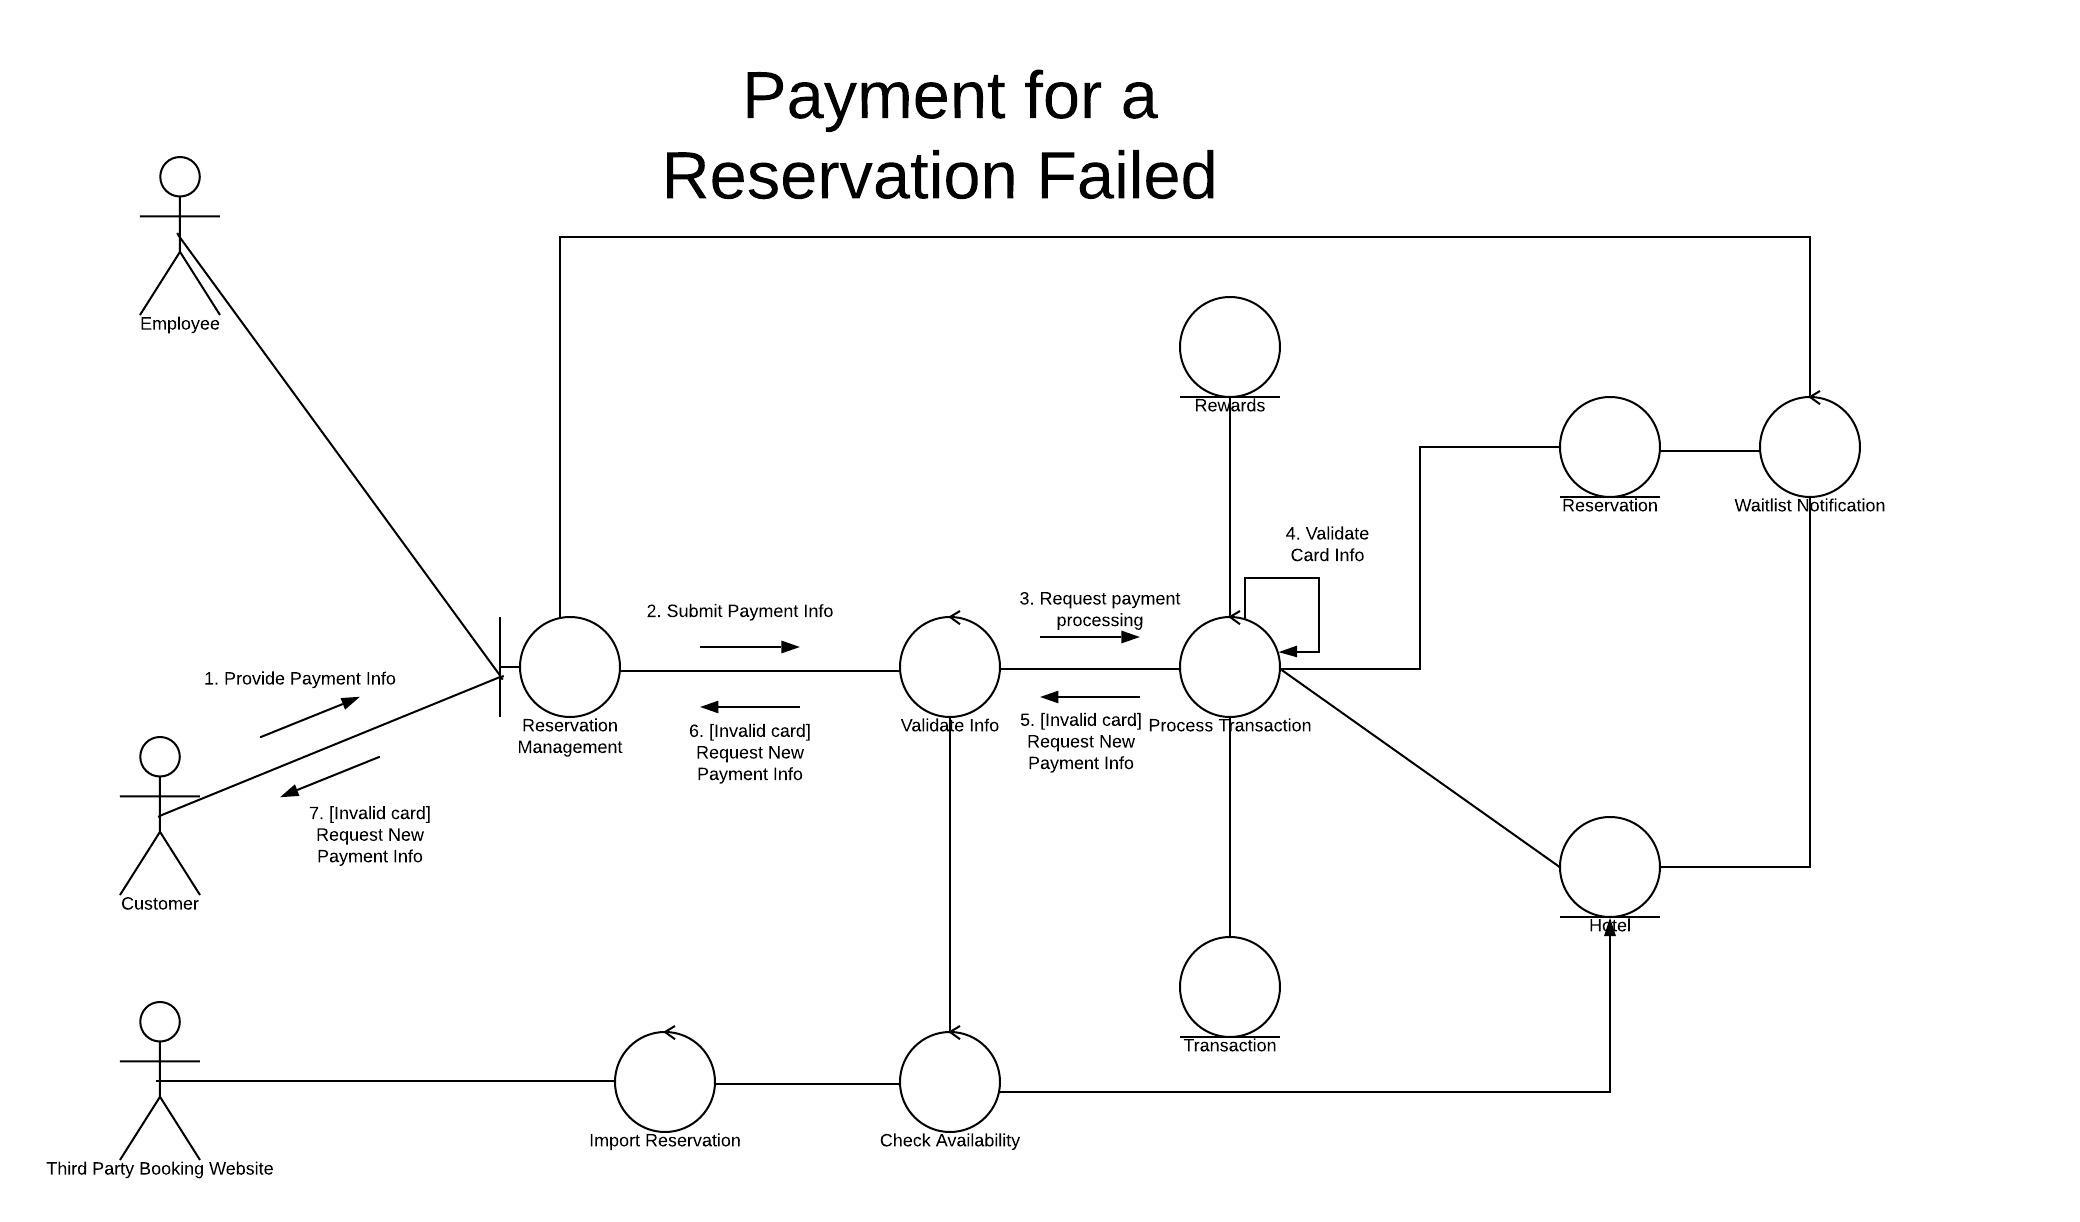 Payment for a
Reservation Failed
Employee
Rewards
Reservation
Waitlist Notification
4. Validate
Card Info
3. Request payment
processing
2. Submit Payment Info
1. Provide Payment Info
Reservation
Management
Validate Info
Process Transaction
5. [Invalid card]
Request New
Payment Info
6. [Invalid card]
Request New
Payment Info
7. [Invalid card]
Request New
Payment Info
Customer
Hotel
Transaction
Import Reservation
Check Availability
Third Party Booking Website